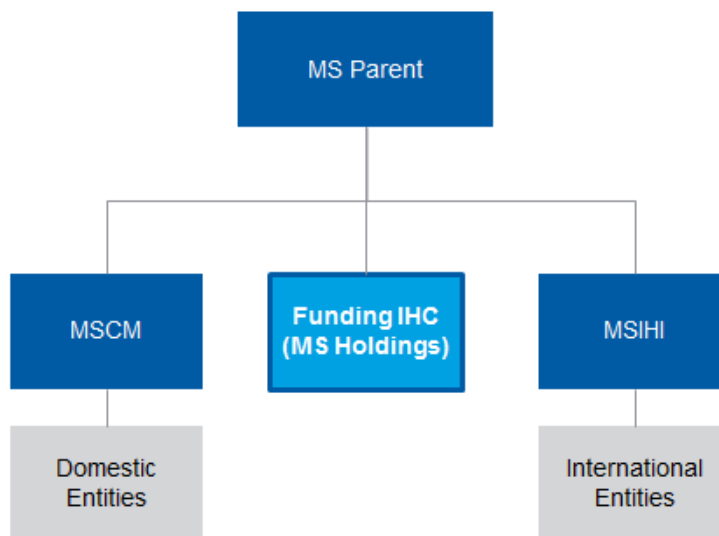 MS Parent
MSCM
Funding IHC
(MS Holdings)
MSIHI
Domestic
Entities
International
Entities